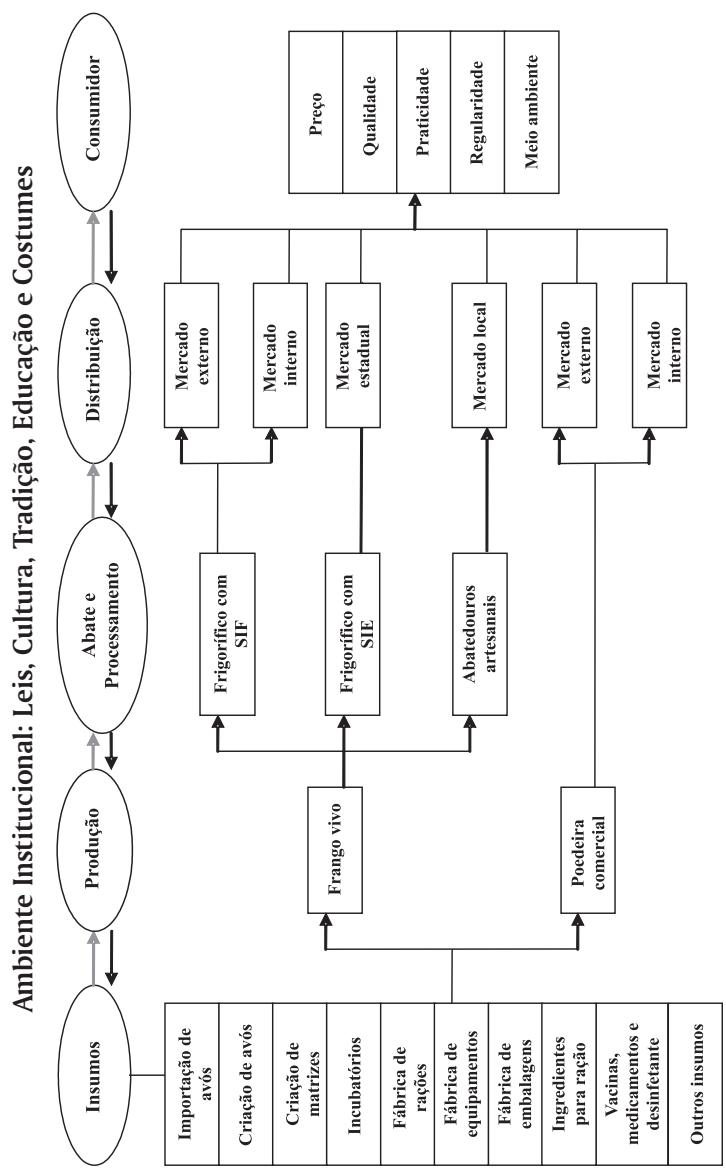 Ambiente Institucional: Leis, Cultura, Tradição, Educação e Costumes
Insumos
Produção
Abate e
Processamento
Distribuição
Consumidor
Importação de
avós
Criação de avós
Criação de
matrizes
Incubatórios
Fábrica de
rações
Fábrica de
equipamentos
Fábrica de
embalagens
Ingredientes
para ração
Vacinas,
medicamentos e
desinfetante
Outros insumos
Frango vivo
Poedeira
comercial
Frigorífico com
SIF
Frigorífico com
SIE
Abatedouros
artesanais
Mercado
externo
Mercado
interno
Mercado
estadual
Mercado local
Mercado
externo
Mercado
interno
Preço
Qualidade
Praticidade
Regularidade
Meio ambiente